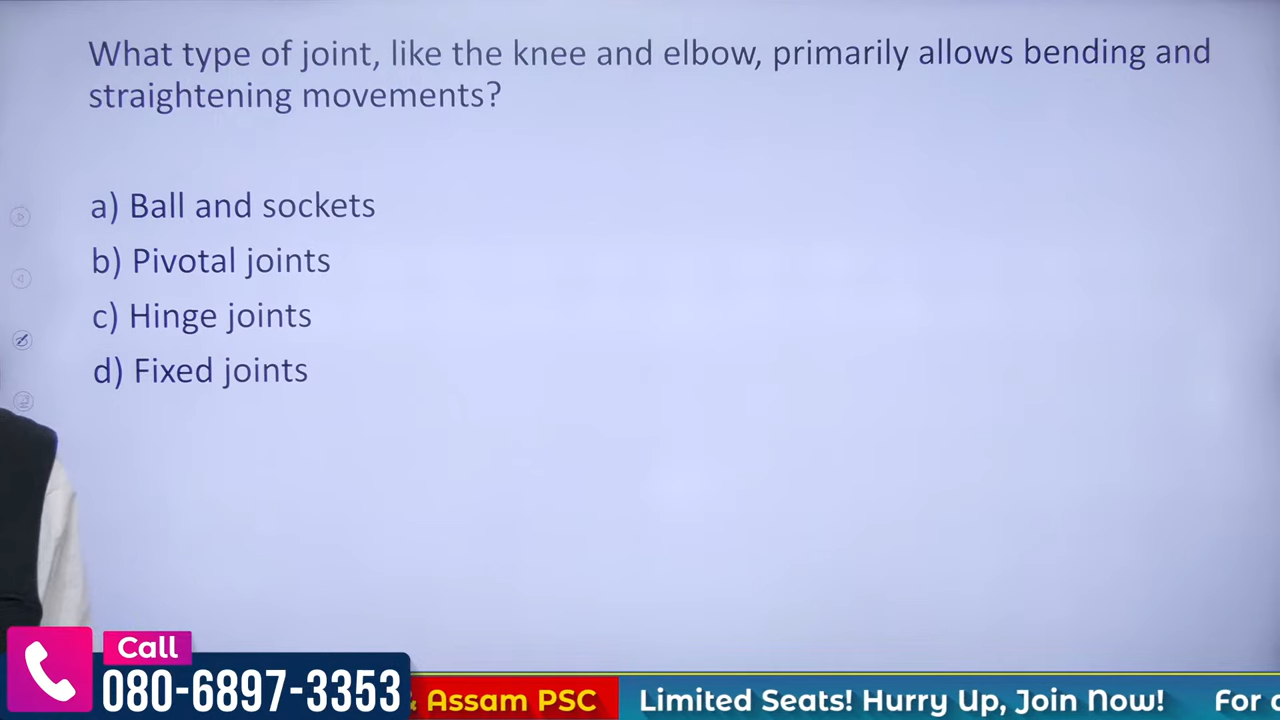 What type of joint, like the knee and elbow, primarily allows bending and
straightening movements?
a) Ball and sockets
b) Pivotal joints
c) Hinge joints
d) Fixed joints
Call
080-6897-3353
& Assam PSC
Limited Seats! Hurry Up, Join Now!
For